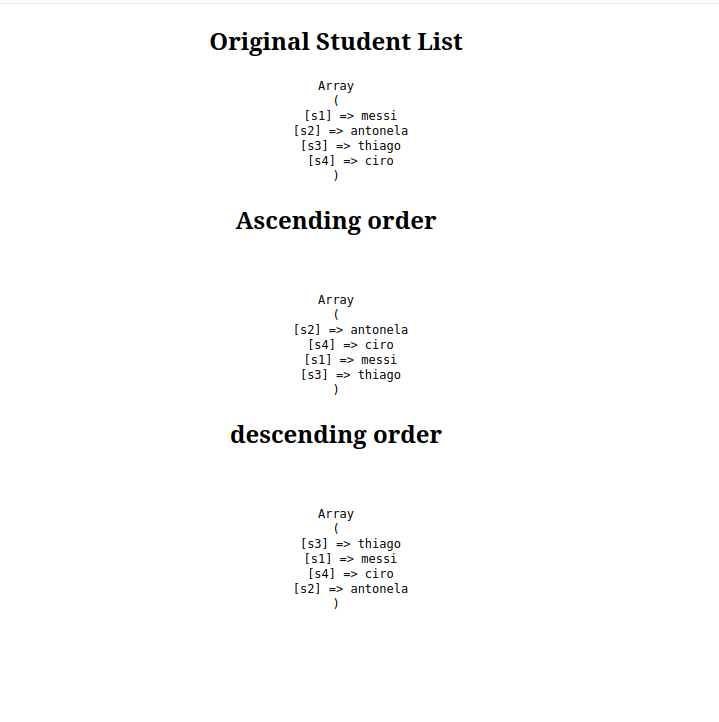 Original Student List
Array
(
[s1] => messi
[s2] => antonela
[s3] => thiago
[s4] => ciro
)
Ascending order
Array
(
[s2] => antonela
[s4] => ciro
[s1] => messi
[s3] => thiago
)
descending order
Array
(
[s3] => thiago
[s1] => messi
[s4] => ciro
[s2] => antonela
)